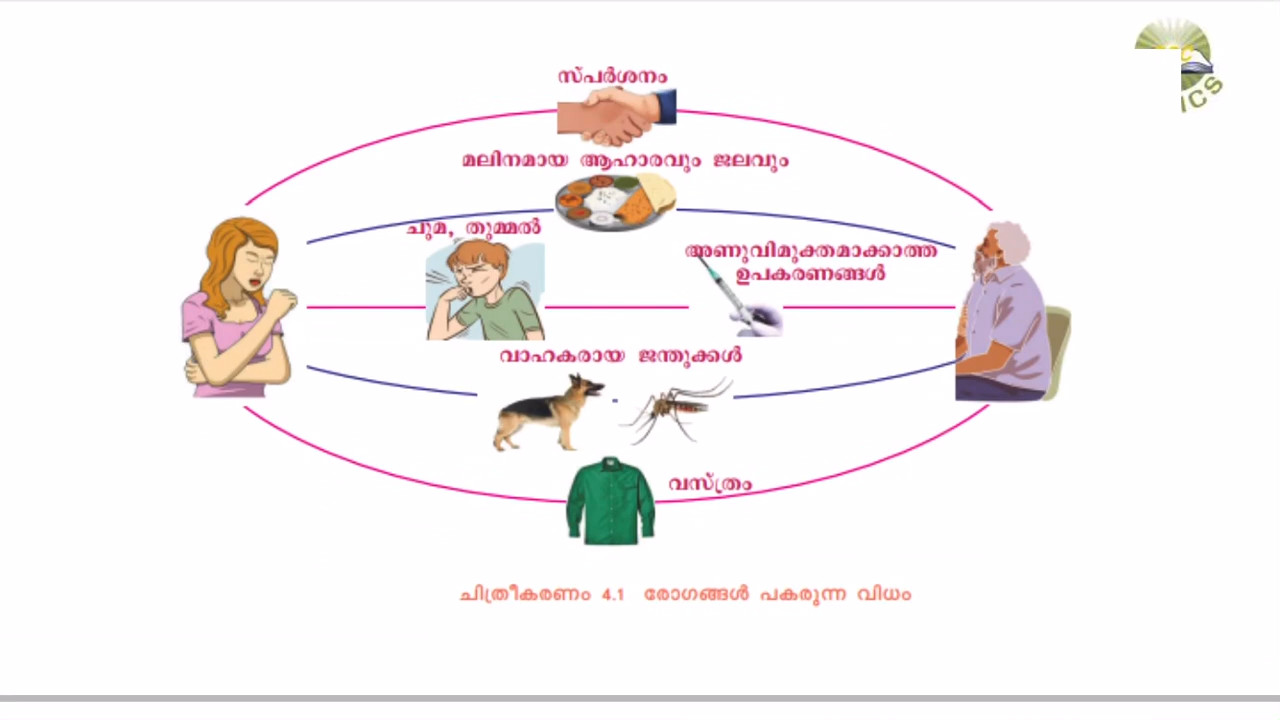 സ്പർശനം
മലിനമായ ആഹാരവും ജലവും
ചുമ, തുമ്മൽ
അണുവിമുക്തമാക്കാത്ത
ഉപകരണങ്ങൾ
വാഹകരായ ജന്തുക്കൾ
വസ്ത്രം
ചിത്രീകരണം 4.1 രോഗങ്ങൾ പകരുന്ന വിധം